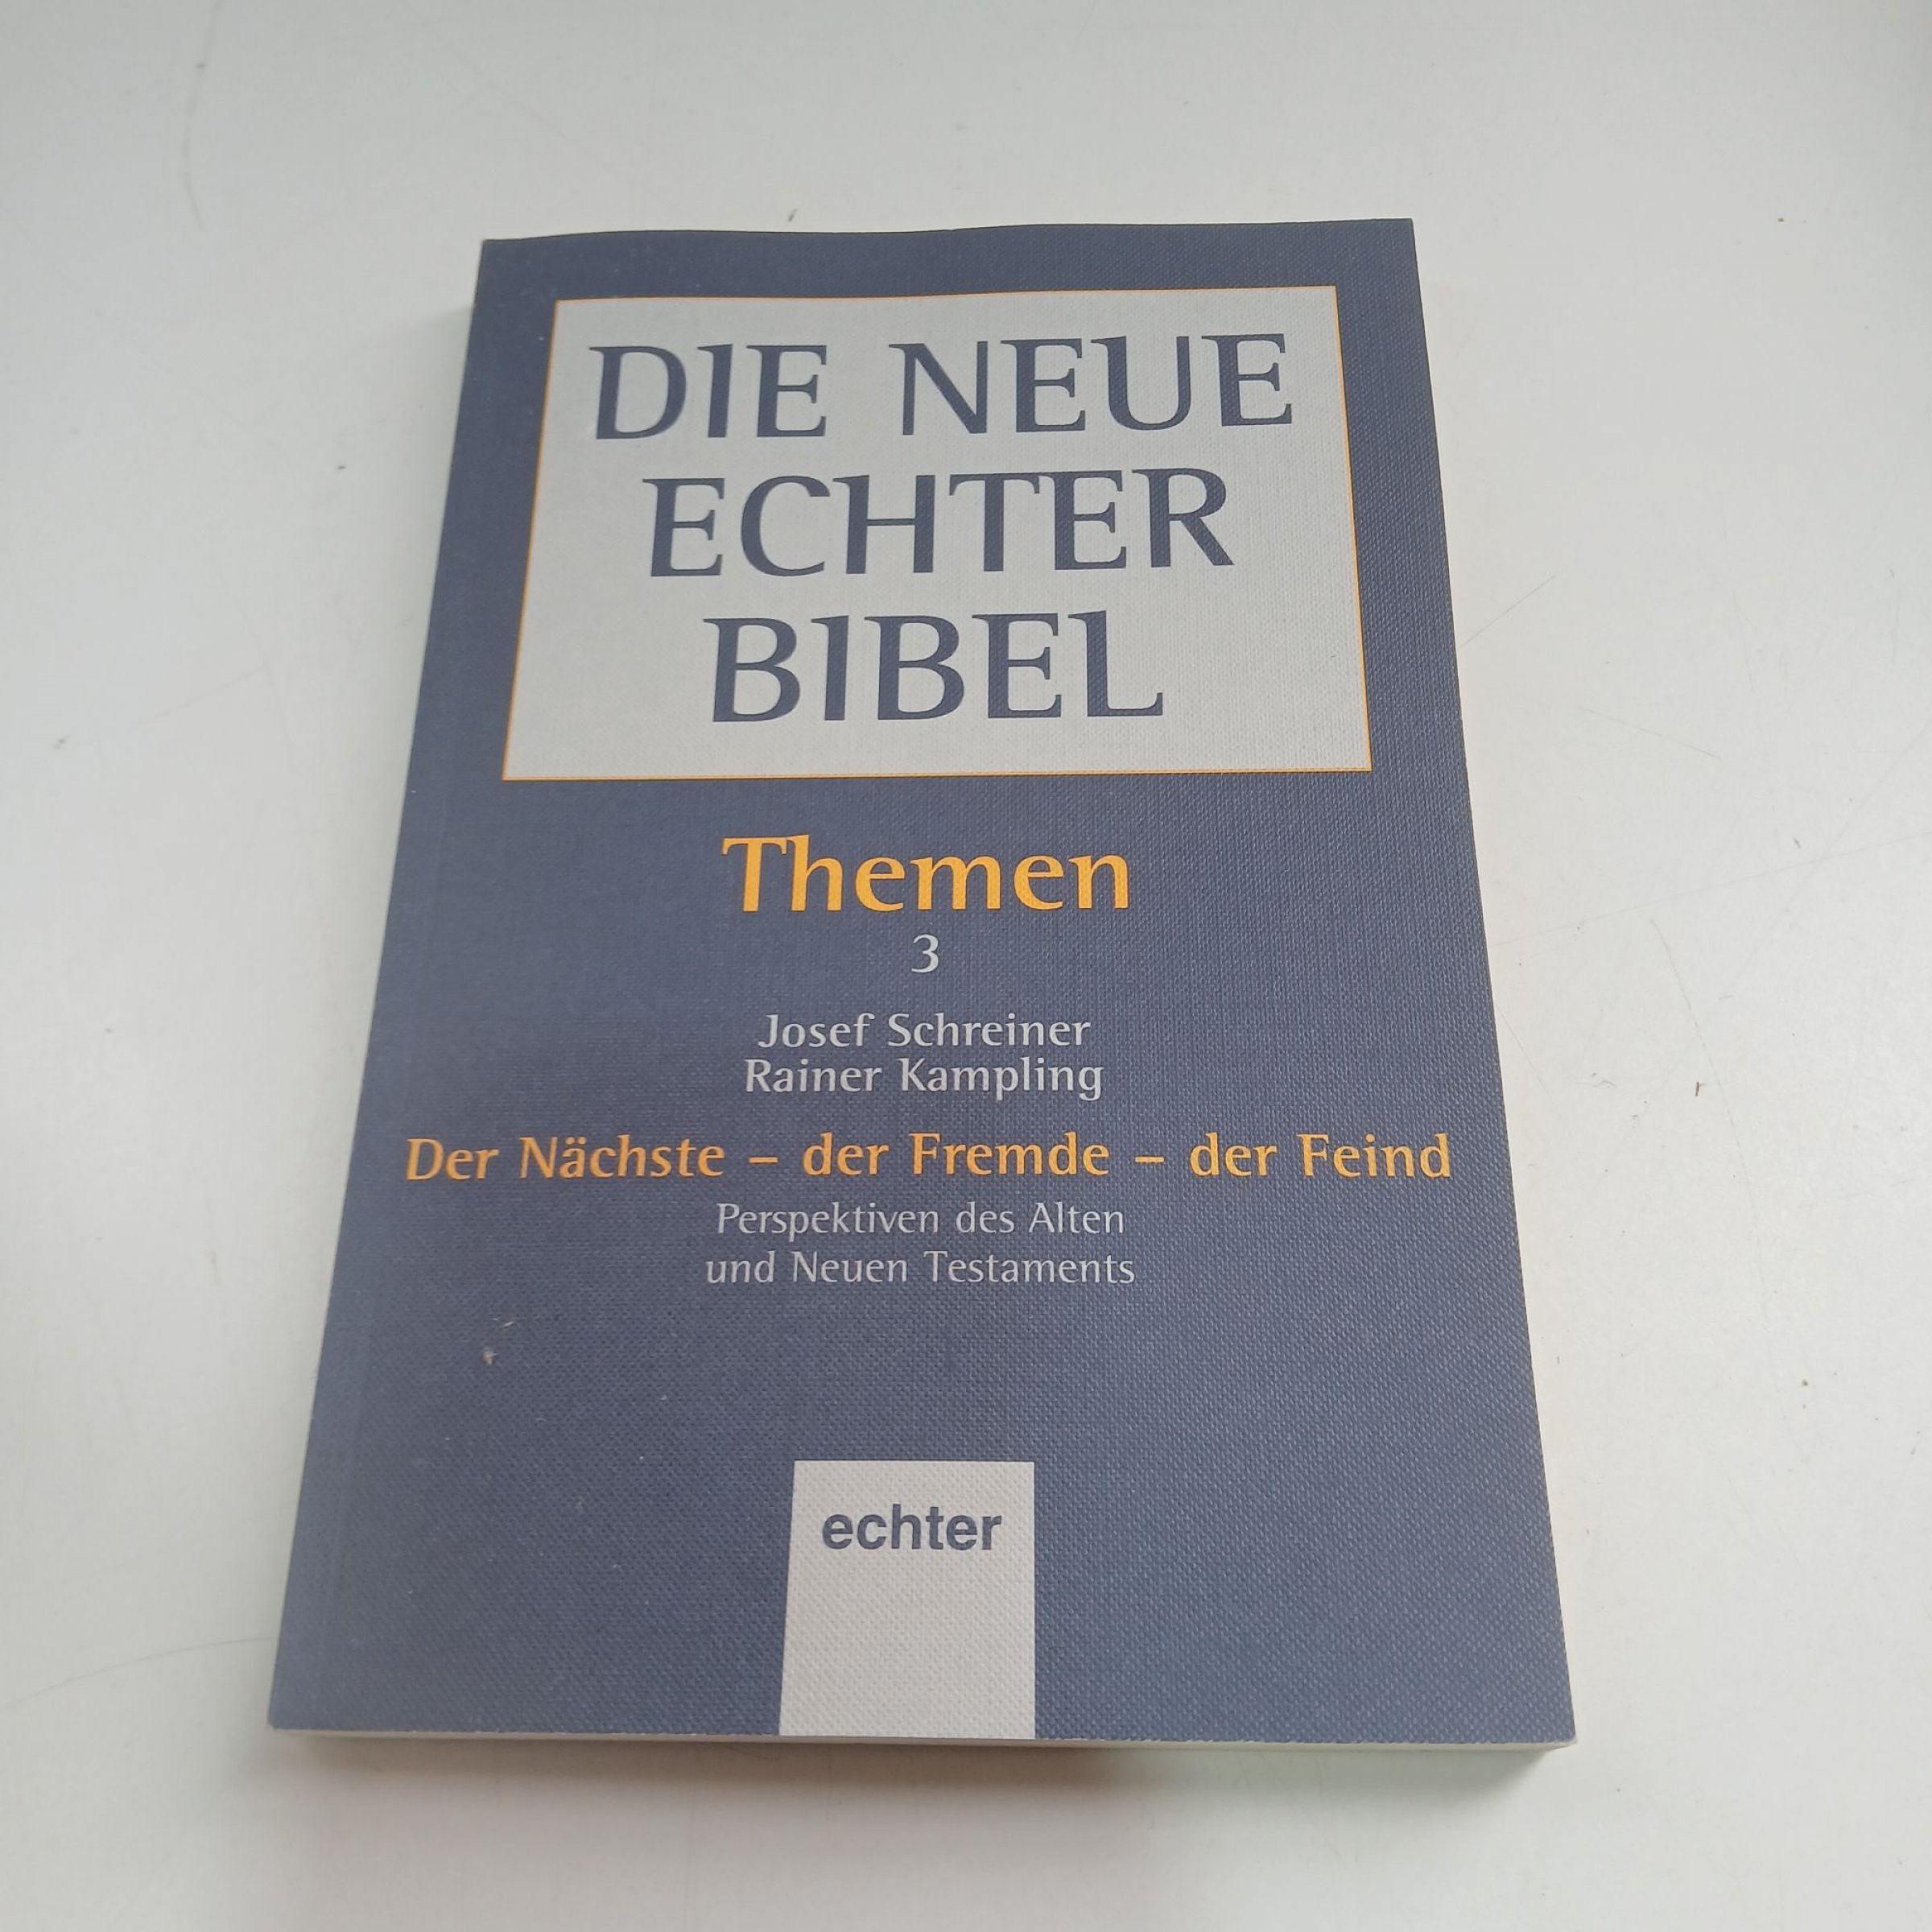 DIE NEUE
ECHTER
BIBEL
Themen
3
Josef Schreiner
Rainer Kampling
Der Nächste – der Fremde – der Feind
Perspektiven des Alten
und Neuen Testaments
echter